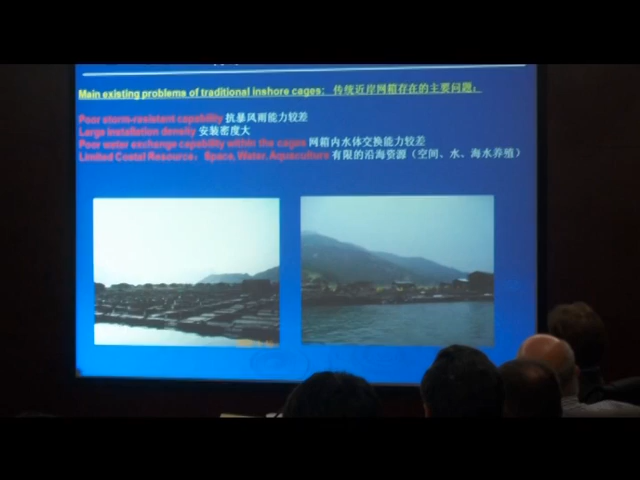 Main existing problems of traditional inshore cages: 传统近岸网箱存在的主要问题:
Poor storm-resistant capability 抗暴风雨能力较差
Large installation density 安装密度大
Poor water exchange capability within the cages 网箱内水体交换能力较差
Limited Costal Resource: Space, Water, Aquaculture 有限的沿海资源(空间、水、海水养殖)